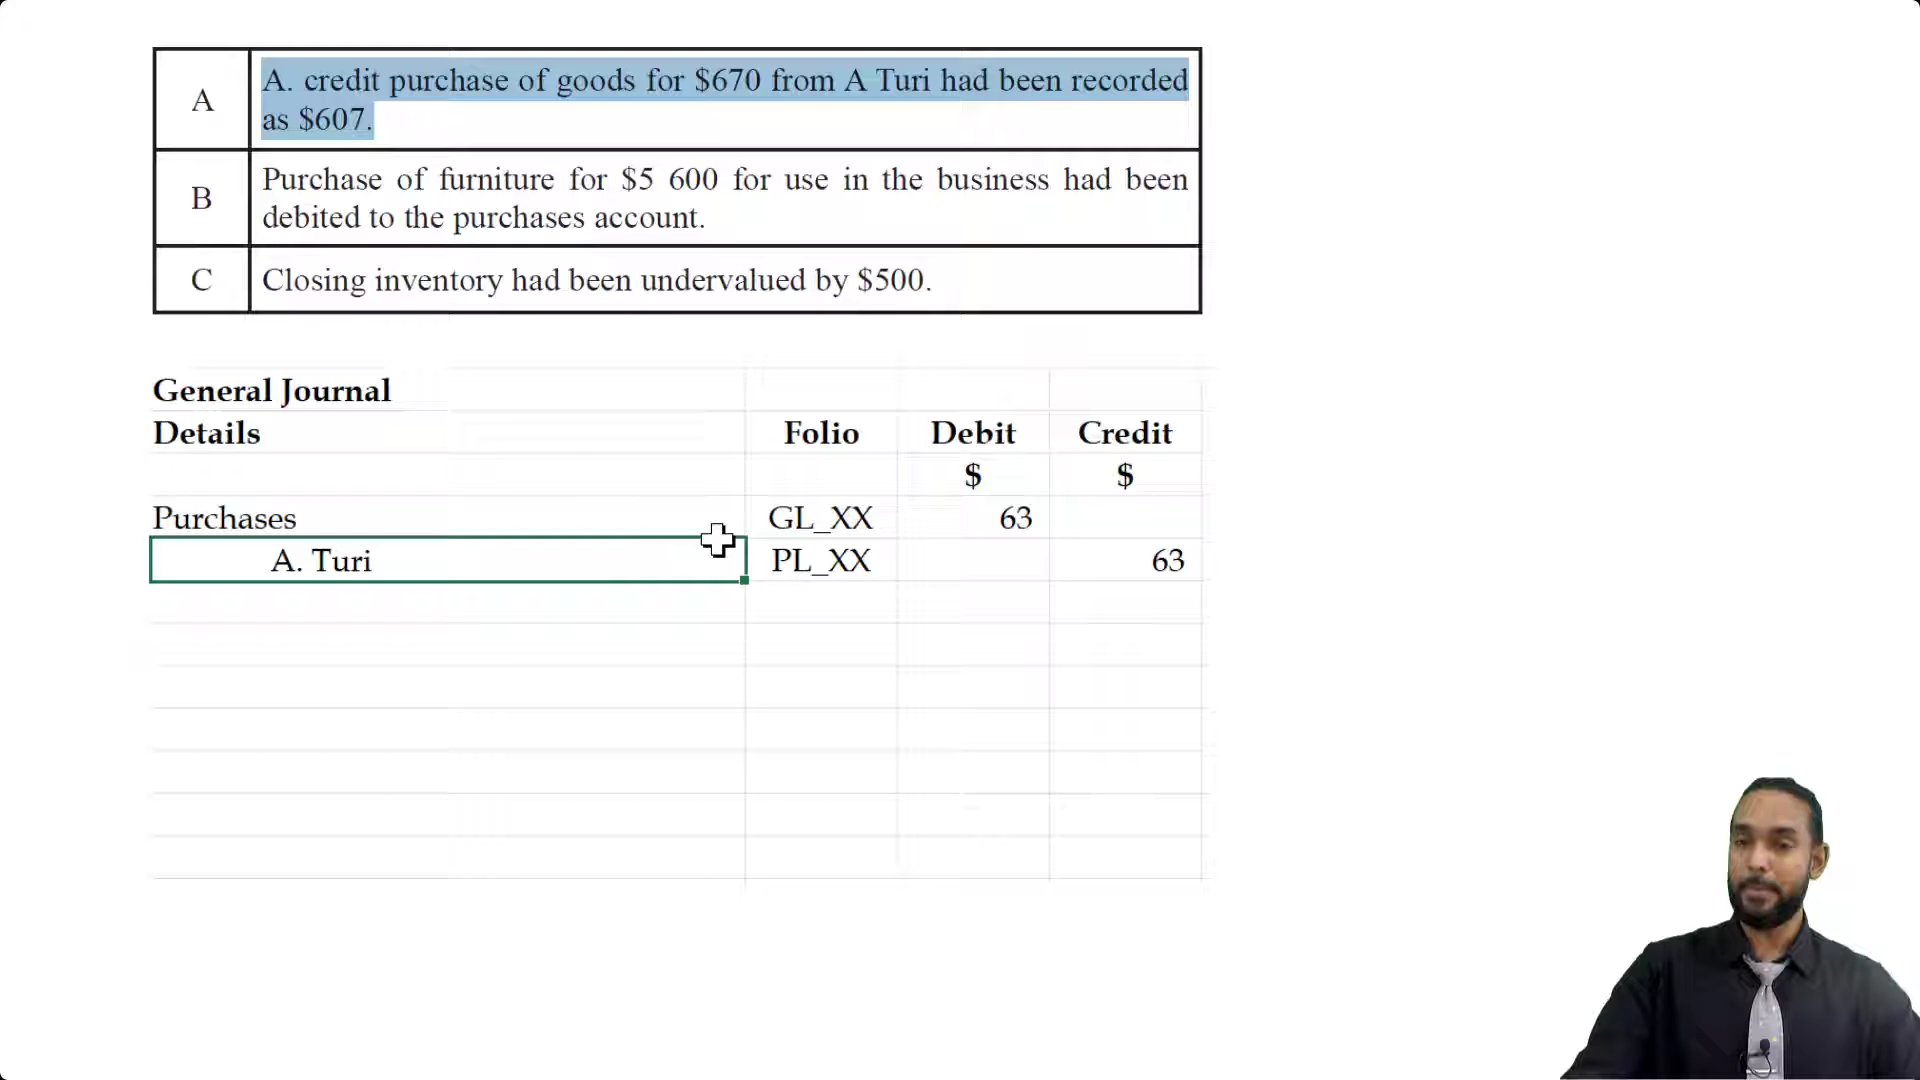 A
A. credit purchase of goods for $670 from A Turi had been recorded
as $607.
B
Purchase of furniture for $5 600 for use in the business had been
debited to the purchases account.
C
Closing inventory had been undervalued by $500.
General Journal
Details Folio Debit Credit
$ $
Purchases GL_XX 63
A. Turi PL_XX 63